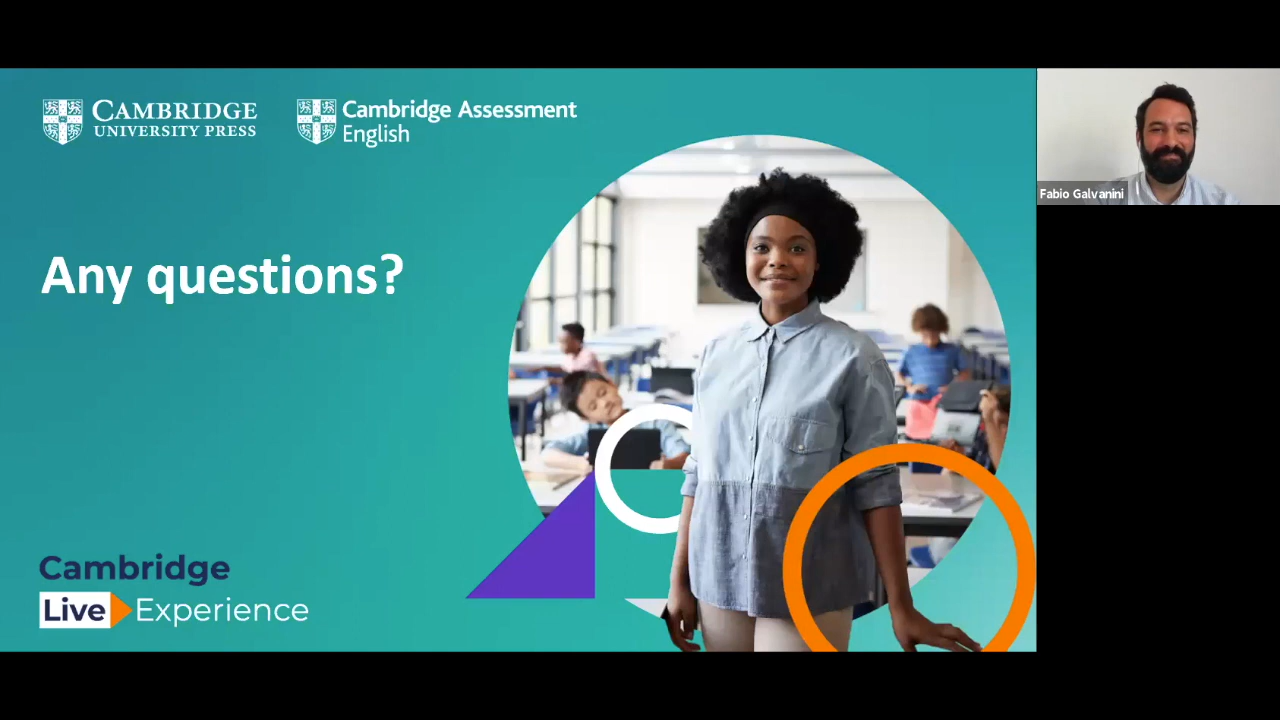 CAMBRIDGE
UNIVERSITY PRESS
Cambridge Assessment
English
Fabio Galvanini
Any questions?
Cambridge
Live Experience